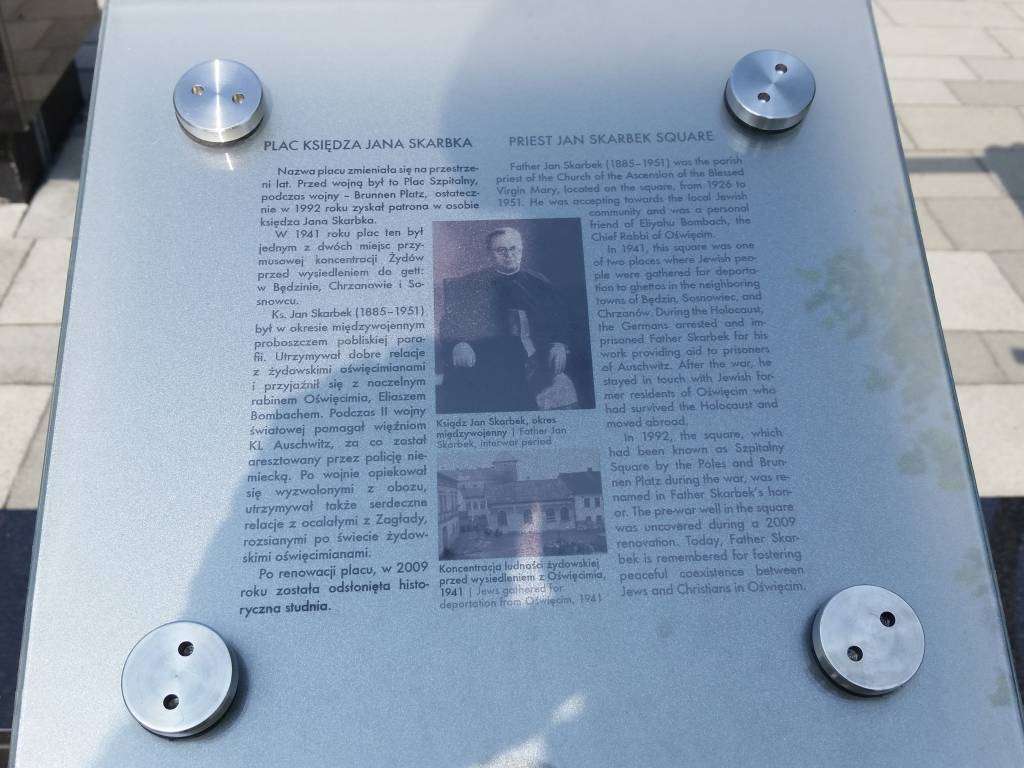 PLAC KSIĘDZA JANA SKARBKA
Nazwa placu zmieniała się na przestrze-
ni lat. Przed wojną był to Plac Szpitalny,
podczas wojny – Brunnen Platz, ostatecz-
nie w 1992 roku zyskał patrona w osobie
księdza Jana Skarbka.
W 1941 roku plac ten był
jednym z dwóch miejsc przy-
musowej koncentracji Żydów
przed wysiedleniem do gett:
w Będzinie, Chrzanowie i So-
snowcu.
Ks. Jan Skarbek (1885–1951)
był w okresie międzywojennym
proboszczem pobliskiej para-
fii. Utrzymywał dobre relacje
z żydowskimi oświęcimianami
i przyjaźnił się z naczelnym
rabinem Oświęcimia, Eliaszem
Bombachem. Podczas II wojny
światowej pomagał więźniom
KL Auschwitz, za co został
aresztowany przez policję nie-
miecką. Po wojnie opiekował
się wyzwolonymi z obozu,
utrzymywał także serdeczne
relacje z ocalałymi z Zagłady,
rozsianymi po świecie żydow-
skimi oświęcimianami.
Po renowacji placu, w 2009
roku została odsłonięta histo-
ryczna studnia.
Ksiądz Jan Skarbek, okres
międzywojenny | Father Jan
Skarbek, interwar period
Koncentracja ludności żydowskiej
przed wysiedleniem z Oświęcimia,
1941 | Jews gathered for
deportation from Oświęcim, 1941
PRIEST JAN SKARBEK SQUARE
Father Jan Skarbek (1885–1951) was the parish
priest of the Church of the Ascension of the Blessed
Virgin Mary, located on the square, from 1926 to
1951. He was accepting towards the local Jewish
community and was a personal
friend of Eliyahu Bombach, the
Chief Rabbi of Oświęcim.
In 1941, this square was one
of two places where Jewish peo-
ple were gathered for deporta-
tion to ghettos in the neighboring
towns of Będzin, Sosnowiec, and
Chrzanów. During the Holocaust,
the Germans arrested and im-
prisoned Father Skarbek for his
work providing aid to prisoners
of Auschwitz. After the war, he
stayed in touch with Jewish for-
mer residents of Oświęcim who
had survived the Holocaust and
moved abroad.
In 1992, the square, which
had been known as Szpitalny
Square by the Poles and Brun-
nen Platz during the war, was re-
named in Father Skarbek's hon-
or. The pre-war well in the square
was uncovered during a 2009
renovation. Today, Father Skar-
bek is remembered for fostering
peaceful coexistence between
Jews and Christians in Oświęcim.